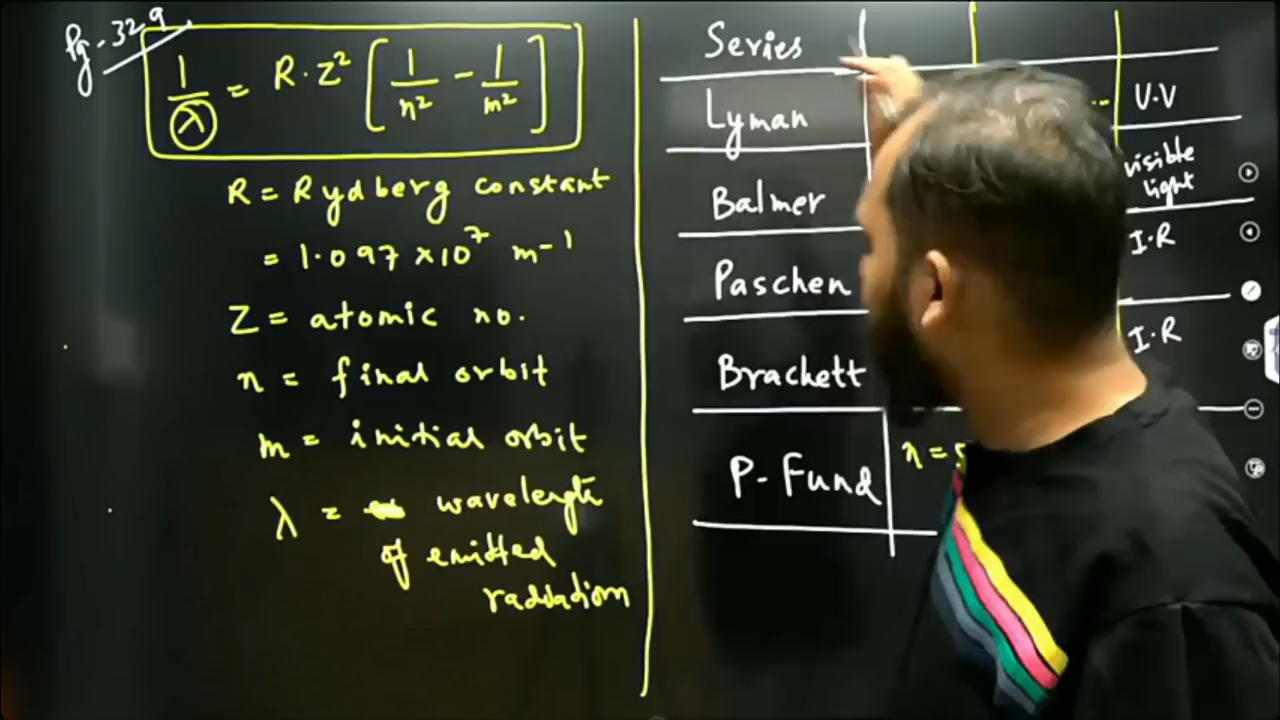 Pg-329
1/λ = R·Z² [1/n² - 1/m²]
R = Rydberg constant
= 1.097 × 10⁷ m-1
Z = atomic no.
n = final orbit
m = initial orbit
λ = wavelength
of emitted
radiation
Series
Lyman
U.V
Balmer
visible
light
Paschen
I.R
Brackett
I.R
P-Fund
n = 5